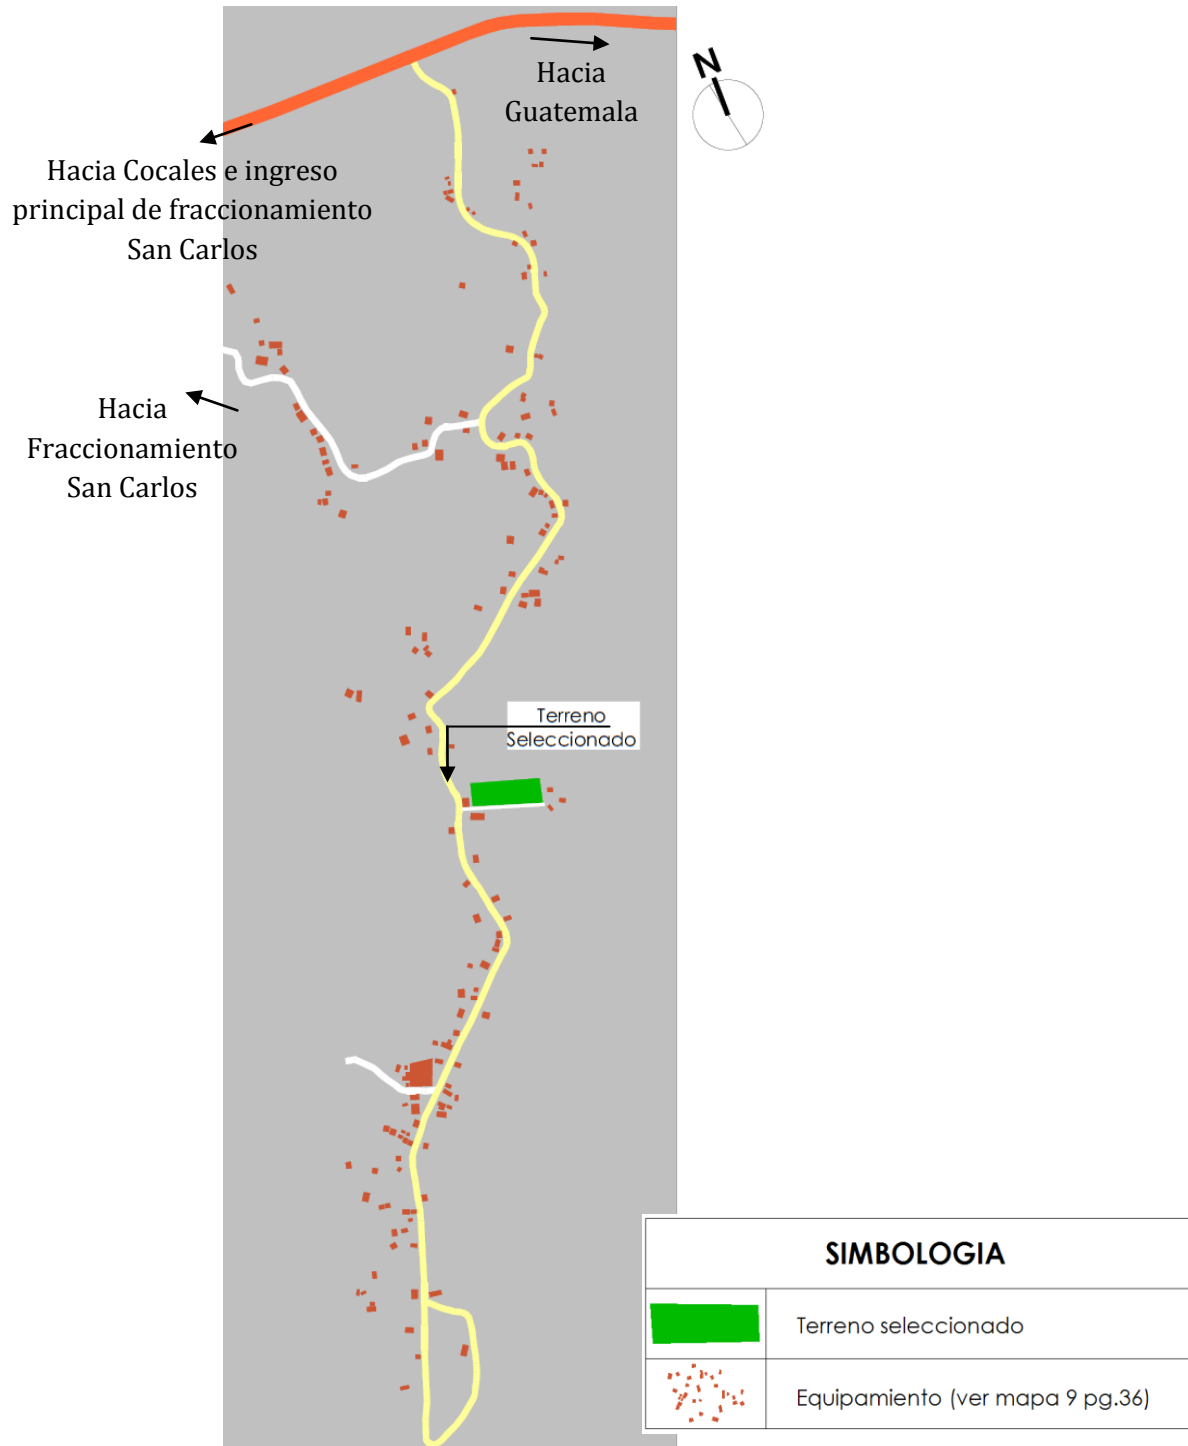 Hacia
Guatemala
N
Hacia Cocales e ingreso
principal de fraccionamiento
San Carlos
Hacia
Fraccionamiento
San Carlos
Terreno
Seleccionado
SIMBOLOGIA
Terreno seleccionado
Equipamiento (ver mapa 9 pg.36)